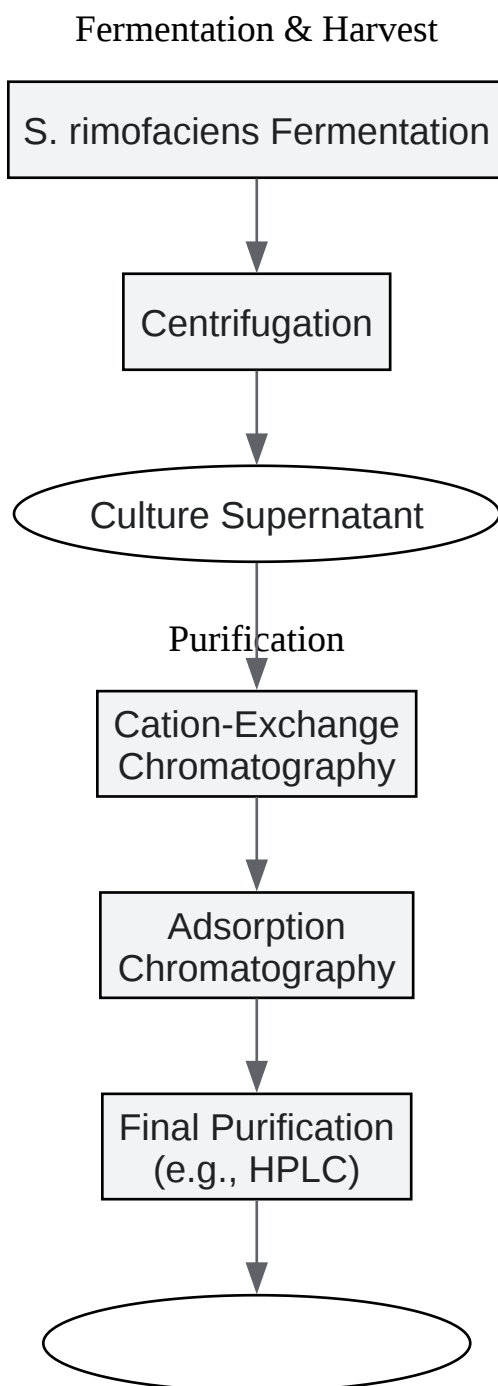 Fermentation & Harvest
S. rimofaciens Fermentation
Centrifugation
Culture Supernatant
Purification
Cation-Exchange
Chromatography
Adsorption
Chromatography
Final Purification
(e.g., HPLC)